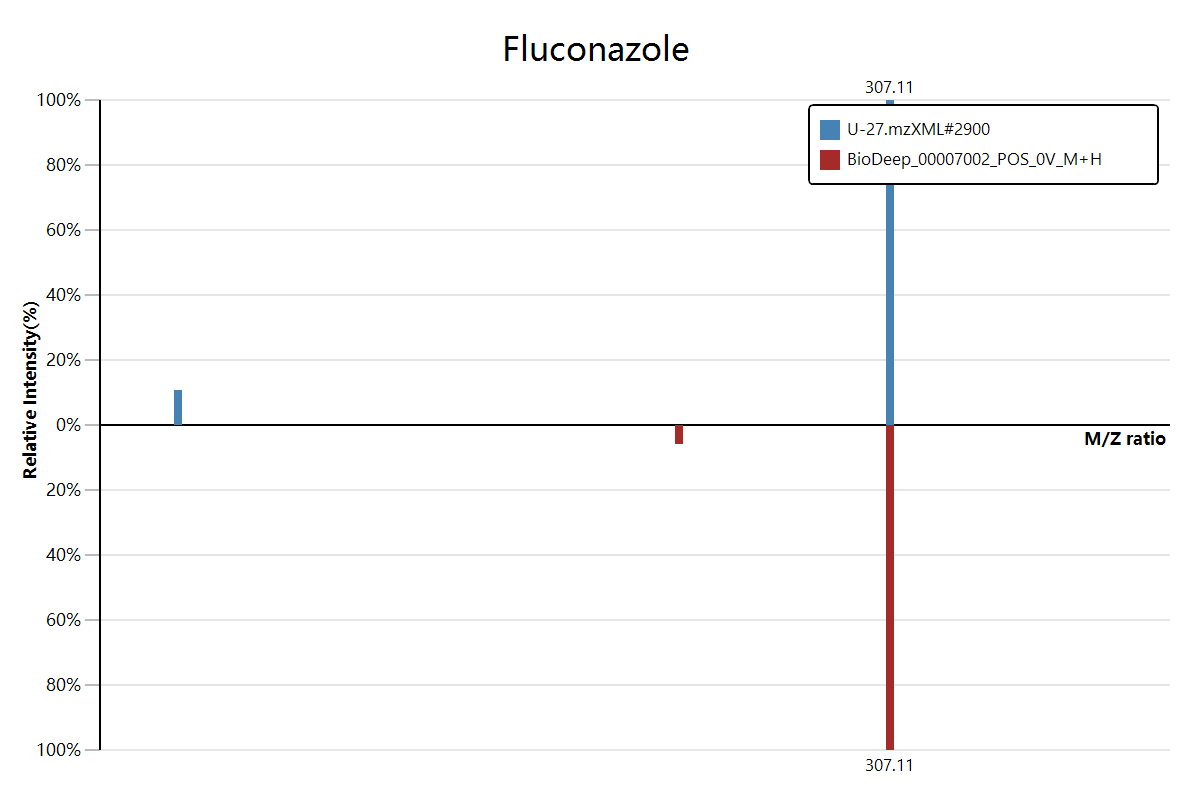 Fluconazole
307.11
100%
U-27.mzXML#2900
BioDeep_00007002_POS_0V_M+H
80%
60%
40%
20%
0%
Relative Intensity(%)
M/Z ratio
20%
40%
60%
80%
100%
307.11